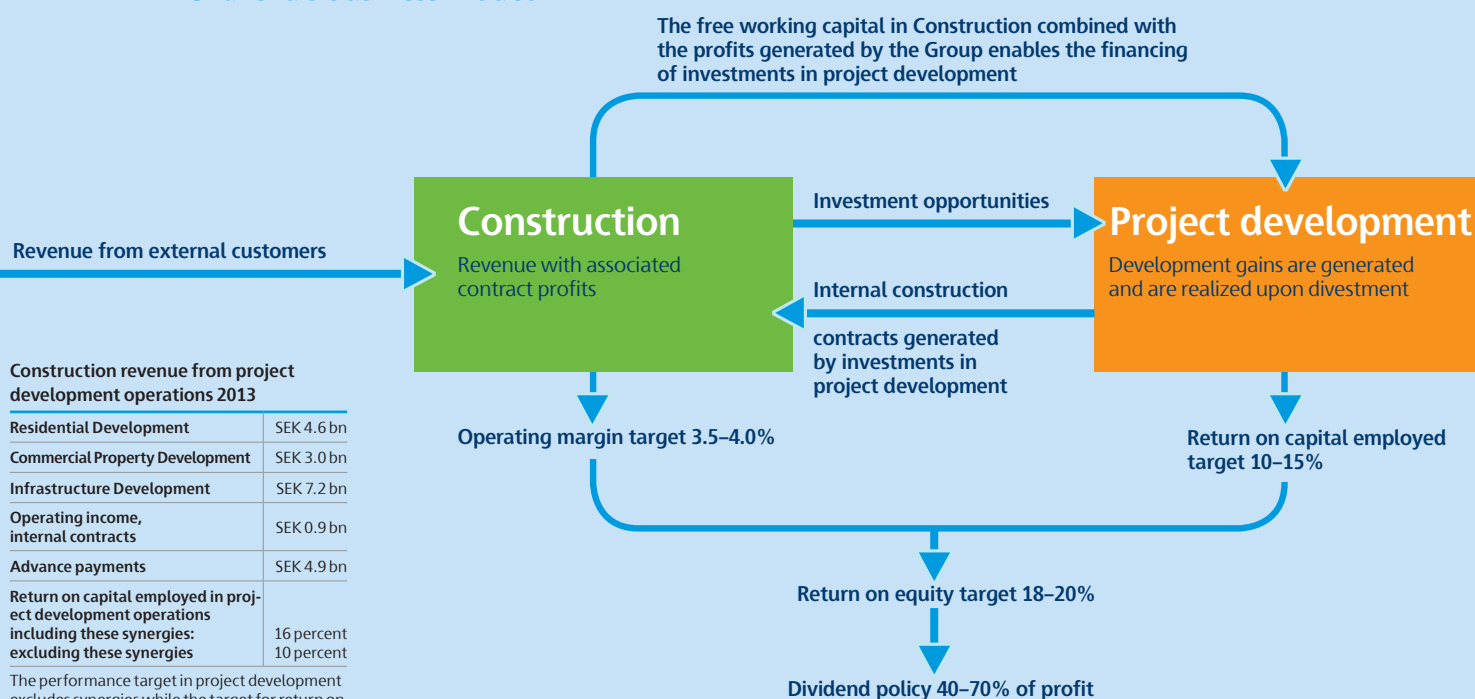 The free working capital in Construction combined with
the profits generated by the Group enables the financing
of investments in project development
Revenue from external customers
Construction
Revenue with associated
contract profits
Investment opportunities
Internal construction
contracts generated
by investments in
project development
Project development
Development gains are generated
and are realized upon divestment
Operating margin target 3.5–4.0%
Return on capital employed
target 10–15%
Return on equity target 18–20%
Dividend policy 40–70% of profit
Construction revenue from project
development operations 2013
Residential Development SEK 4.6 bn
Commercial Property Development SEK 3.0 bn
Infrastructure Development SEK 7.2 bn
Operating income,
internal contracts SEK 0.9 bn
Advance payments SEK 4.9 bn
Return on capital employed in proj-
ect development operations
including these synergies: 16 percent
excluding these synergies 10 percent
The performance target in project development